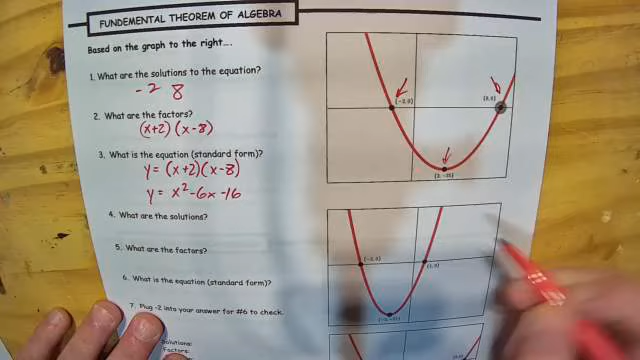 FUNDEMENTAL THEOREM OF ALGEBRA
Based on the graph to the right....
1. What are the solutions to the equation?
-2 8
2. What are the factors?
(x+2)(x-8)
3. What is the equation (standard form)?
y = (x+2)(x-8)
y = x² -6x -16
4. What are the solutions?
5. What are the factors?
6. What is the equation (standard form)?
7. Plug -2 into your answer for #6 to check.
Solutions:
Factors:
(-2, 0)
(8, 0)